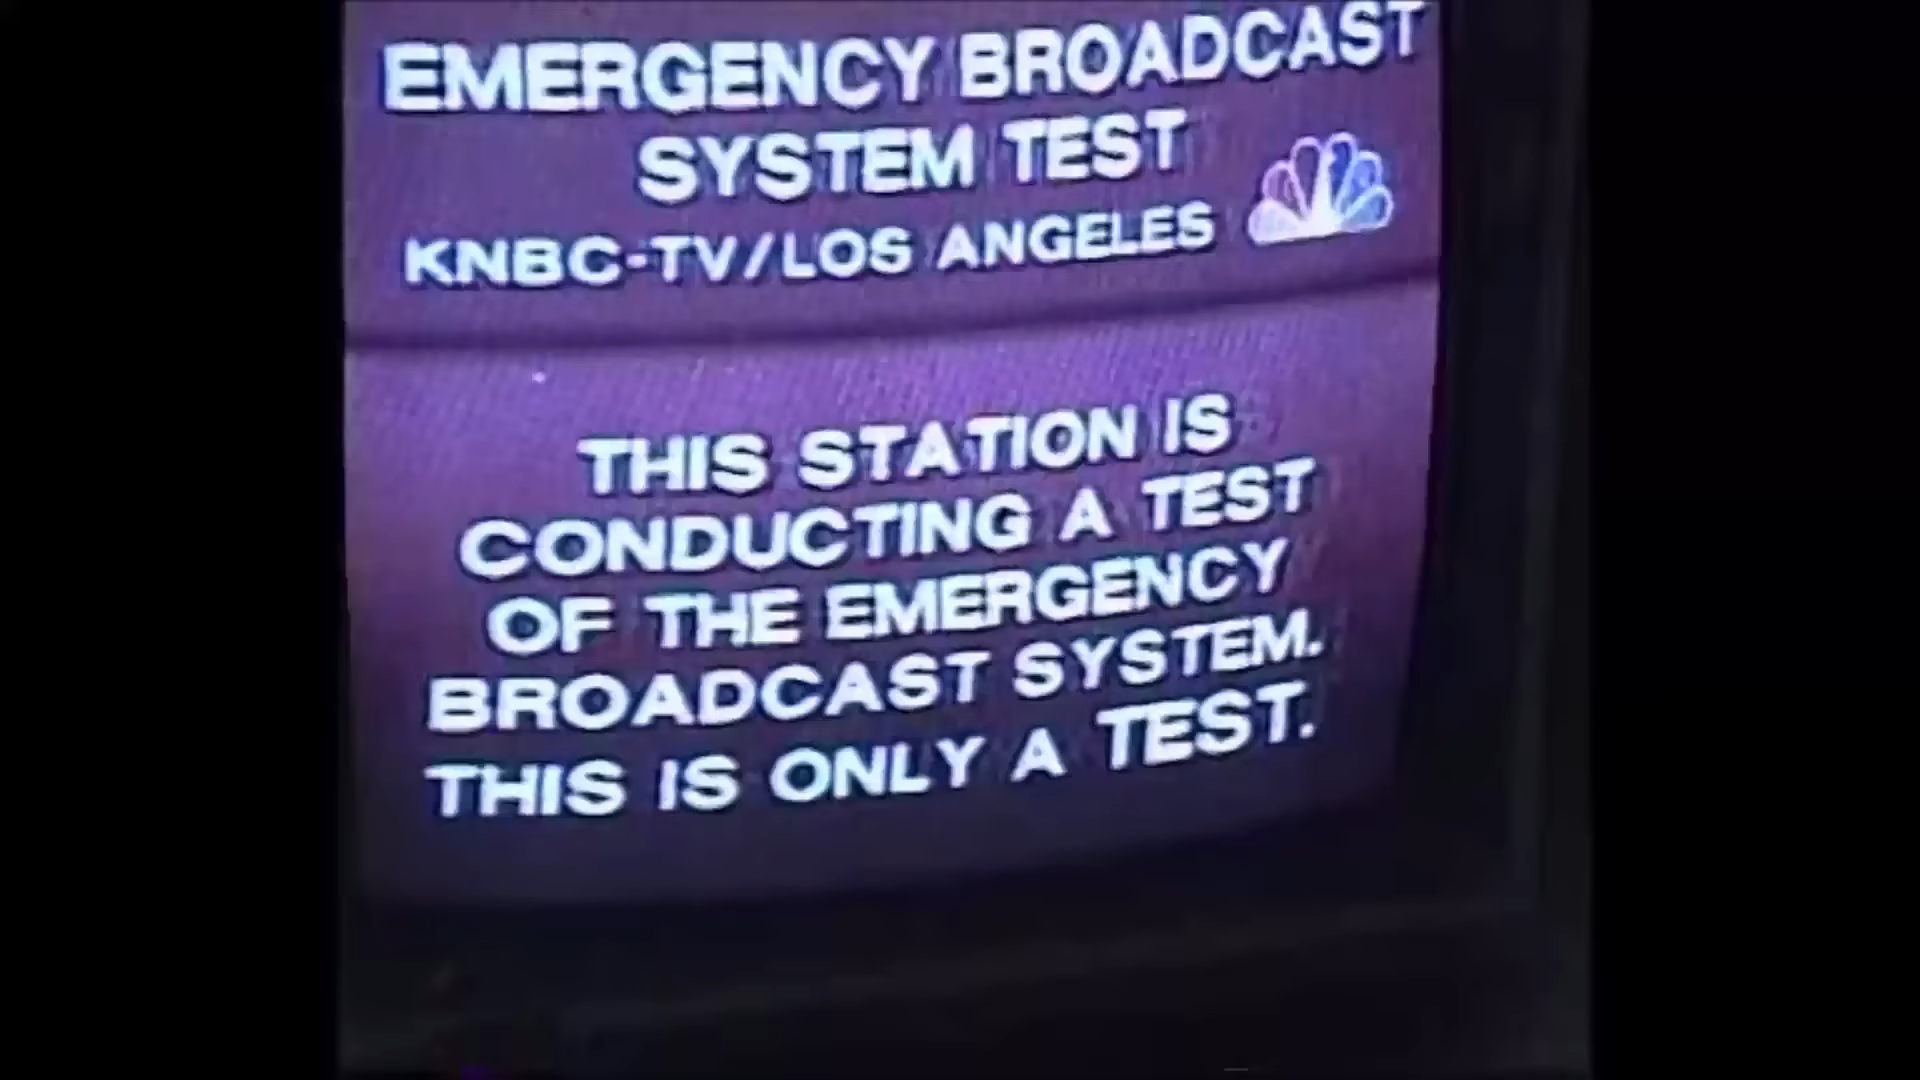 EMERGENCY BROADCAST
SYSTEM TEST
KNBC-TV/LOS ANGELES
THIS STATION IS
CONDUCTING A TEST
OF THE EMERGENCY
BROADCAST SYSTEM.
THIS IS ONLY A TEST.